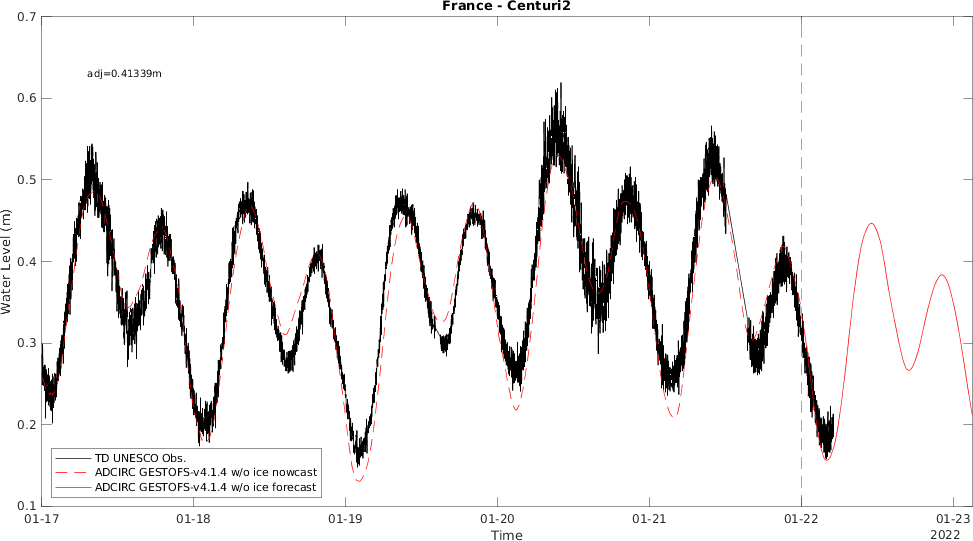 France - Centuri2
0.7
0.6
0.5
0.4
0.3
0.2
0.1
Water Level (m)
adj=0.41339m
TD UNESCO Obs.
ADCIRC GESTOFS-v4.1.4 w/o ice nowcast
ADCIRC GESTOFS-v4.1.4 w/o ice forecast
01-17 01-18 01-19 01-20 01-21 01-22 01-23
Time
2022